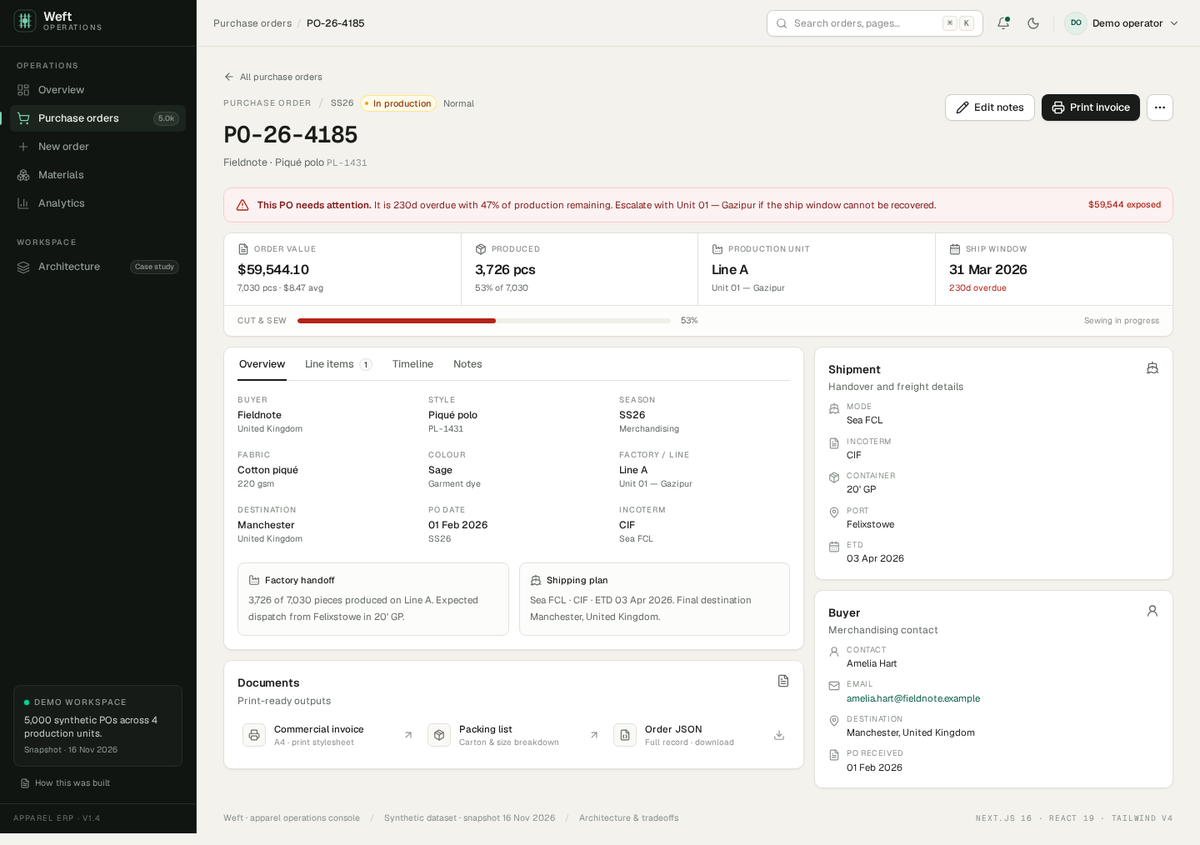 Weft
OPERATIONS
Purchase orders / PO-26-4185
Search orders, pages...
⌘ K
DO
Demo operator
OPERATIONS
Overview
Purchase orders 5.0k
New order
Materials
Analytics
WORKSPACE
Architecture Case study
DEMO WORKSPACE
5,000 synthetic POs across 4
production units.
Snapshot · 16 Nov 2026
How this was built
APPAREL ERP · V1.4
← All purchase orders
PURCHASE ORDER / SS26 In production Normal
PO-26-4185
Fieldnote · Piqué polo PL-1431
Edit notes
Print invoice
This PO needs attention. It is 230d overdue with 47% of production remaining. Escalate with Unit 01 — Gazipur if the ship window cannot be recovered.
$59,544 exposed
ORDER VALUE
$59,544.10
7,030 pcs · $8.47 avg
PRODUCED
3,726 pcs
53% of 7,030
PRODUCTION UNIT
Line A
Unit 01 — Gazipur
SHIP WINDOW
31 Mar 2026
230d overdue
CUT & SEW 53% Sewing in progress
Overview Line items 1 Timeline Notes
BUYER
Fieldnote
United Kingdom
STYLE
Piqué polo
PL-1431
SEASON
SS26
Merchandising
FABRIC
Cotton piqué
220 gsm
COLOUR
Sage
Garment dye
FACTORY / LINE
Line A
Unit 01 — Gazipur
DESTINATION
Manchester
United Kingdom
PO DATE
01 Feb 2026
SS26
INCOTERM
CIF
Sea FCL
Factory handoff
3,726 of 7,030 pieces produced on Line A. Expected
dispatch from Felixstowe in 20' GP.
Shipping plan
Sea FCL · CIF · ETD 03 Apr 2026. Final destination
Manchester, United Kingdom.
Documents
Print-ready outputs
Commercial invoice
A4 · print stylesheet
Packing list
Carton & size breakdown
Order JSON
Full record · download
Shipment
Handover and freight details
MODE
Sea FCL
INCOTERM
CIF
CONTAINER
20' GP
PORT
Felixstowe
ETD
03 Apr 2026
Buyer
Merchandising contact
CONTACT
Amelia Hart
EMAIL
amelia.hart@fieldnote.example
DESTINATION
Manchester, United Kingdom
PO RECEIVED
01 Feb 2026
Weft · apparel operations console / Synthetic dataset · snapshot 16 Nov 2026 / Architecture & tradeoffs
NEXT.JS 16 · REACT 19 · TAILWIND V4